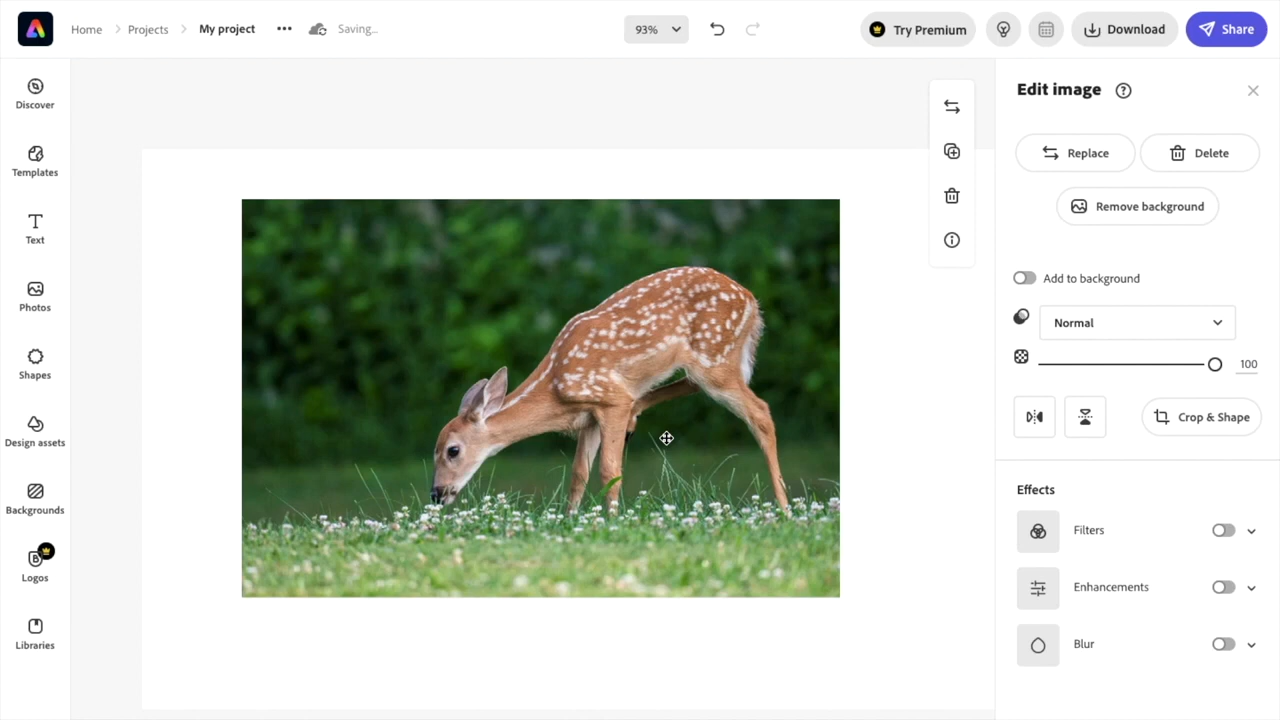 Home Projects My project ••• Saving... 93% Try Premium Download Share
Discover
Templates
Text
Photos
Shapes
Design assets
Backgrounds
B
Logos
Libraries
Edit image ?
Replace Delete
Remove background
Add to background
Normal
100
Crop & Shape
Effects
Filters
Enhancements
Blur